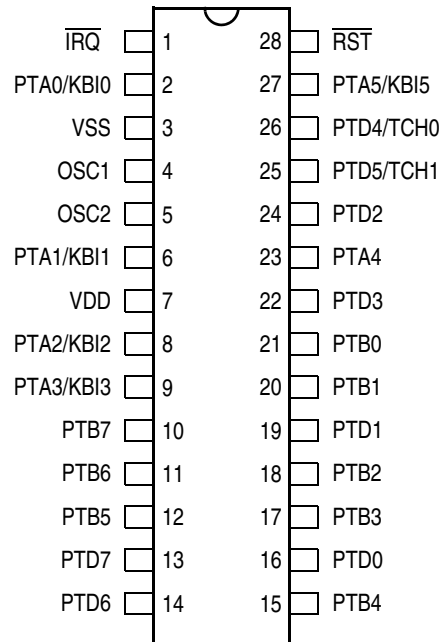 IRQ 1 28 RST
PTA0/KBI0 2 27 PTA5/KBI5
VSS 3 26 PTD4/TCH0
OSC1 4 25 PTD5/TCH1
OSC2 5 24 PTD2
PTA1/KBI1 6 23 PTA4
VDD 7 22 PTD3
PTA2/KBI2 8 21 PTB0
PTA3/KBI3 9 20 PTB1
PTB7 10 19 PTD1
PTB6 11 18 PTB2
PTB5 12 17 PTB3
PTD7 13 16 PTD0
PTD6 14 15 PTB4